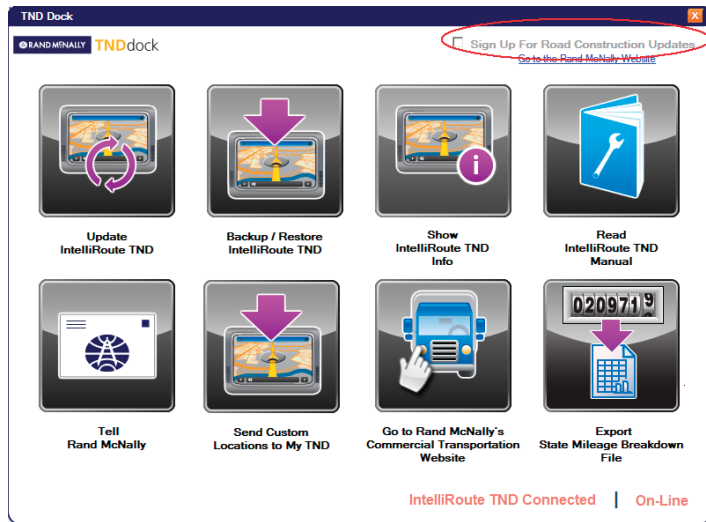 TND Dock
X
RAND MCNALLY TNDdock
Sign Up For Road Construction Updates
Go to the Rand McNally Website
i
Update
IntelliRoute TND
Backup / Restore
IntelliRoute TND
Show
IntelliRoute TND
Info
Read
IntelliRoute TND
Manual
020971 9
Tell
Rand McNally
Send Custom
Locations to My TND
Go to Rand McNally's
Commercial Transportation
Website
Export
State Mileage Breakdown
File
IntelliRoute TND Connected | On-Line